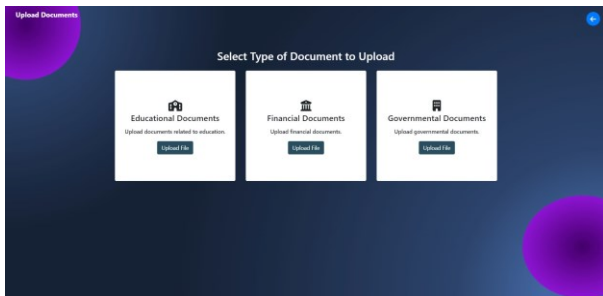 Upload Documents
Select Type of Document to Upload
Educational Documents
Upload documents related to education.
Upload File
Financial Documents
Upload financial documents.
Upload File
Governmental Documents
Upload governmental documents.
Upload File